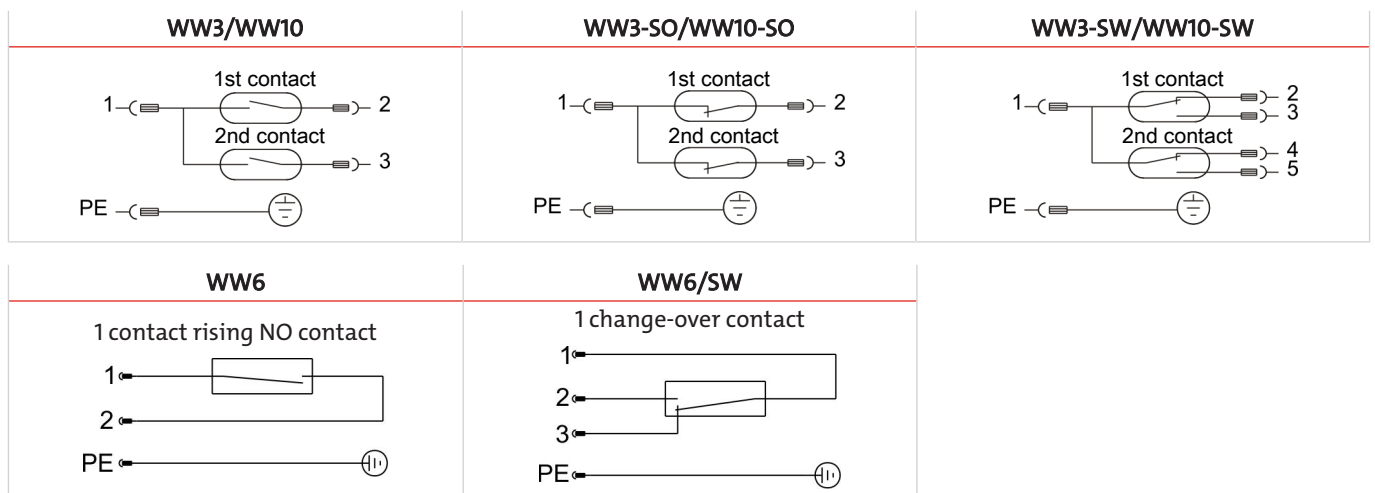 WW3/WW10
1st contact
1
2
2nd contact
3
PE
WW3-SO/WW10-SO
1st contact
1
2
2nd contact
3
PE
WW3-SW/WW10-SW
1st contact
1
2
3
2nd contact
4
5
PE
WW6
1 contact rising NO contact
1
2
PE
WW6/SW
1 change-over contact
1
2
3
PE